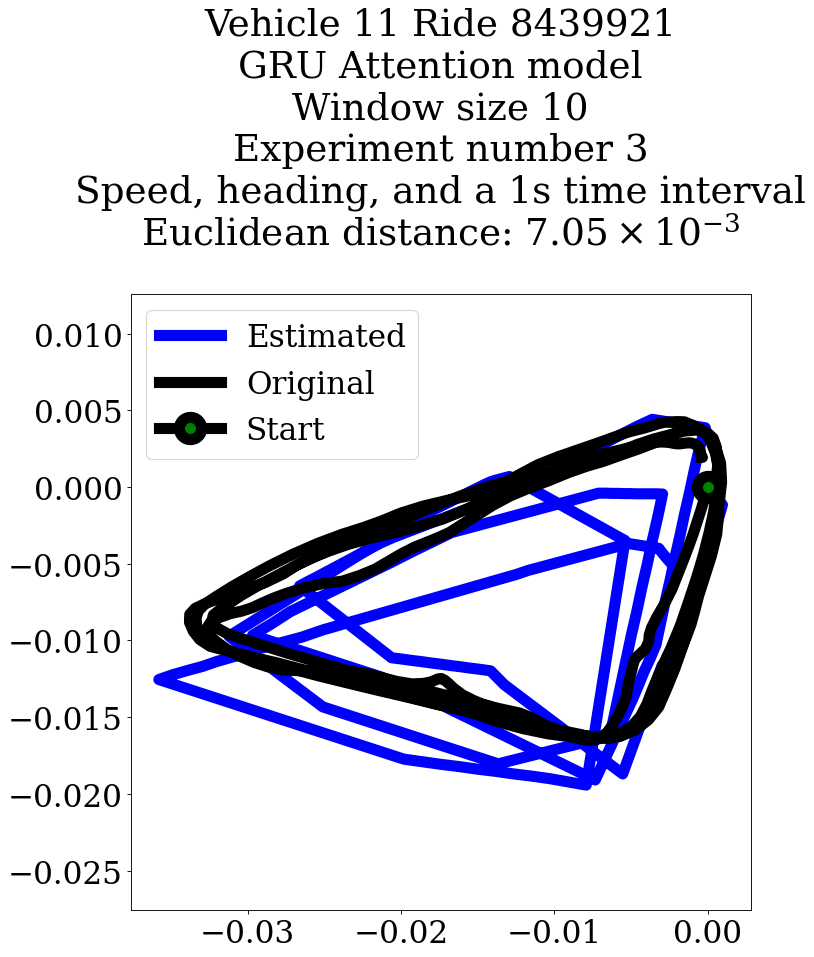 Vehicle 11 Ride 8439921
GRU Attention model
Window size 10
Experiment number 3
Speed, heading, and a 1s time interval
Euclidean distance: 7.05 × 10⁻³
Estimated
Original
Start
0.010
0.005
0.000
−0.005
−0.010
−0.015
−0.020
−0.025
−0.03 −0.02 −0.01 0.00